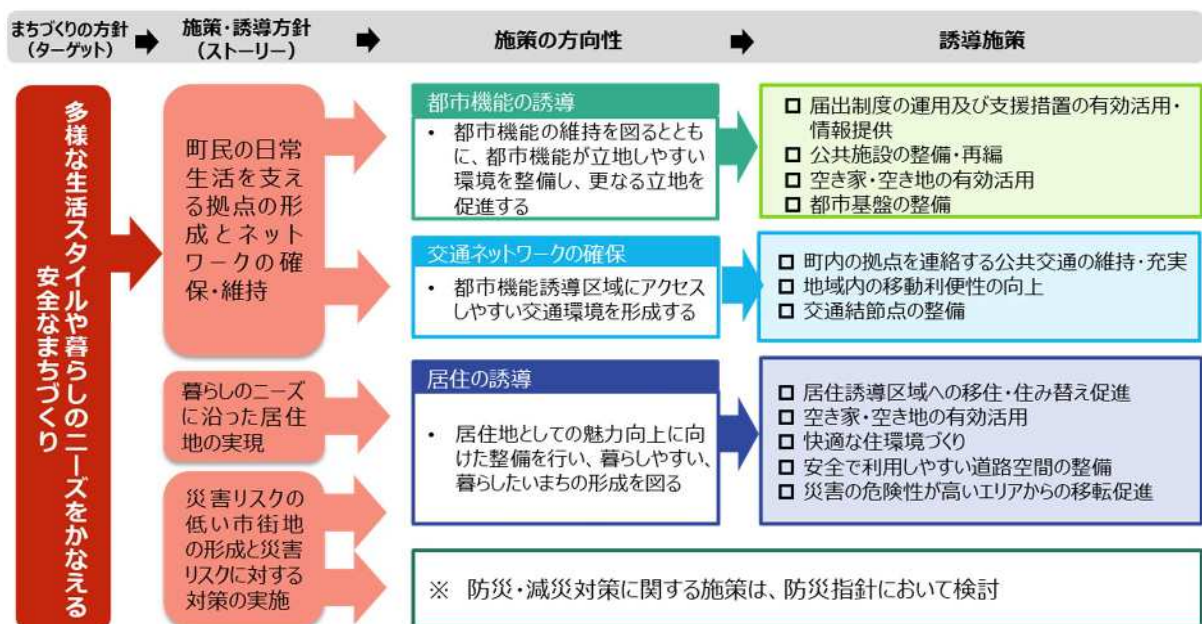 まちづくりの方針
(ターゲット)
施策・誘導方針
(ストーリー)
施策の方向性
誘導施策
多様な生活スタイルや暮らしのニーズをかなえる
安全なまちづくり
町民の日常
生活を支え
る拠点の形
成とネット
ワークの確
保・維持
都市機能の誘導
• 都市機能の維持を図るととも
に、都市機能が立地しやすい
環境を整備し、更なる立地を
促進する
□ 届出制度の運用及び支援措置の有効活用・
情報提供
□ 公共施設の整備・再編
□ 空き家・空き地の有効活用
□ 都市基盤の整備
交通ネットワークの確保
• 都市機能誘導区域にアクセス
しやすい交通環境を形成する
□ 町内の拠点を連絡する公共交通の維持・充実
□ 地域内の移動利便性の向上
□ 交通結節点の整備
暮らしのニーズ
に沿った居住
地の実現
居住の誘導
• 居住地としての魅力向上に向
けた整備を行い、暮らしやすい、
暮らしたいまちの形成を図る
□ 居住誘導区域への移住・住み替え促進
□ 空き家・空き地の有効活用
□ 快適な住環境づくり
□ 安全で利用しやすい道路空間の整備
□ 災害の危険性が高いエリアからの移転促進
災害リスクの
低い市街地
の形成と災害
リスクに対する
対策の実施
※ 防災・減災対策に関する施策は、防災指針において検討